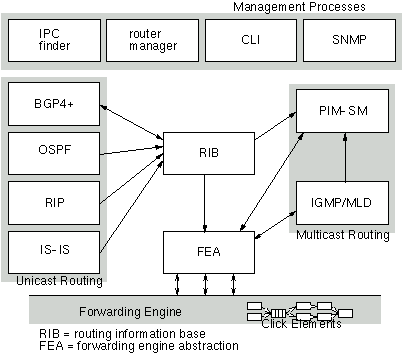 Management Processes
IPC
finder
router
manager
CLI
SNMP
BGP4+
OSPF
RIP
IS-IS
Unicast Routing
RIB
FEA
PIM-SM
IGMP/MLD
Multicast Routing
Forwarding Engine
Click Elements
RIB = routing information base
FEA = forwarding engine abstraction